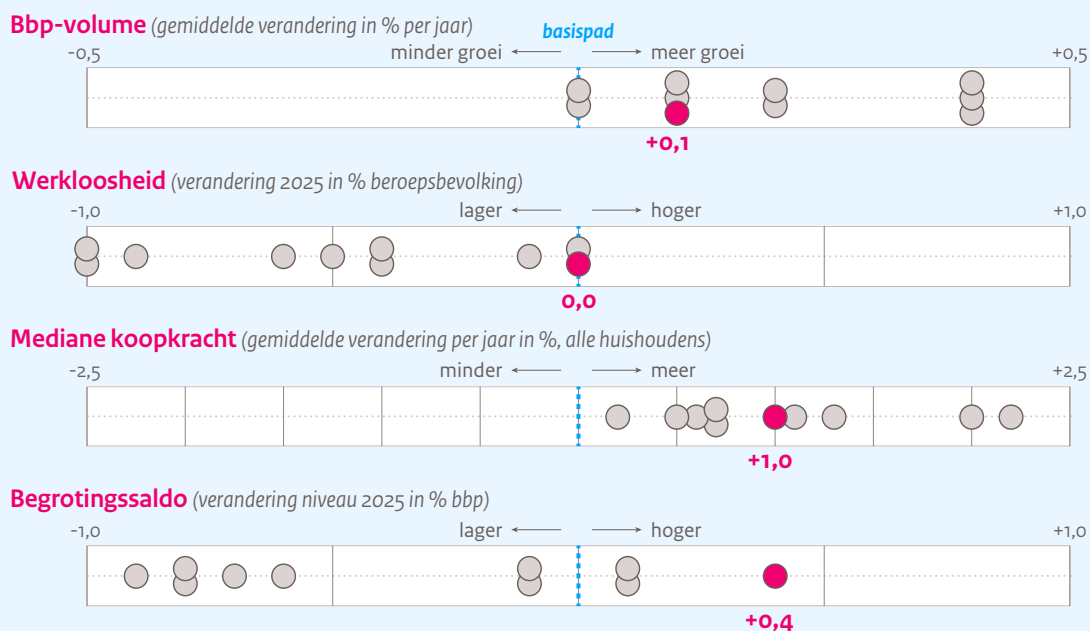 Bbp-volume (gemiddelde verandering in % per jaar)
basispad
-0,5 minder groei meer groei +0,5
+0,1
Werkloosheid (verandering 2025 in % beroepsbevolking)
-1,0 lager hoger +1,0
0,0
Mediane koopkracht (gemiddelde verandering per jaar in %, alle huishoudens)
-2,5 minder meer +2,5
+1,0
Begrotingssaldo (verandering niveau 2025 in % bbp)
-1,0 lager hoger +1,0
+0,4